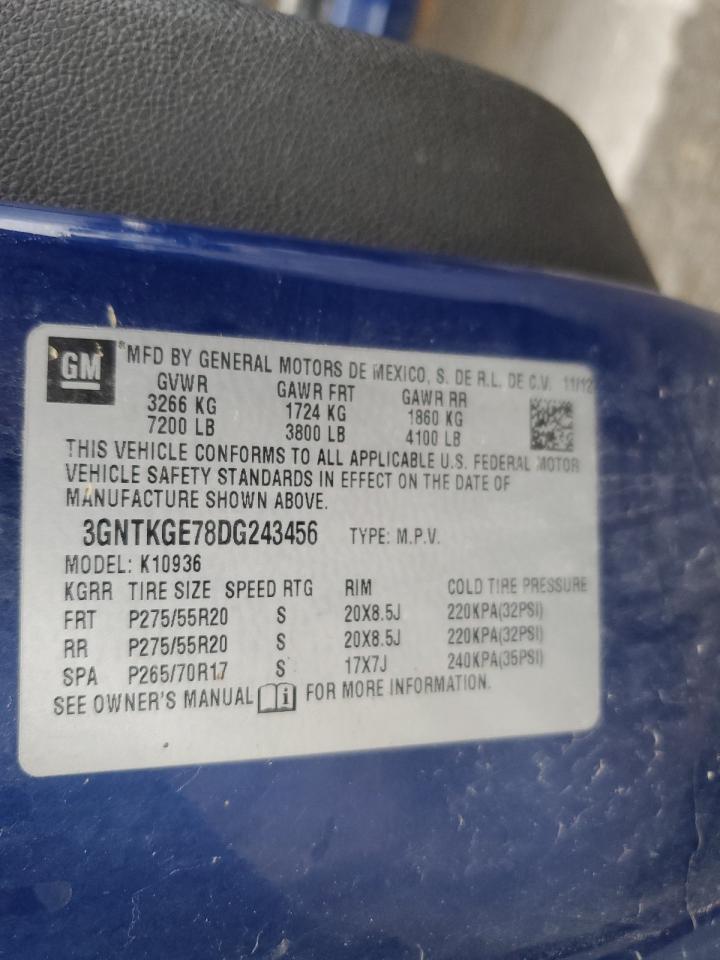 GM
MFD BY GENERAL MOTORS DE MEXICO, S. DE R.L. DE C.V. 11/12
GVWR GAWR FRT GAWR RR
3266 KG 1724 KG 1860 KG
7200 LB 3800 LB 4100 LB
THIS VEHICLE CONFORMS TO ALL APPLICABLE U.S. FEDERAL MOTOR
VEHICLE SAFETY STANDARDS IN EFFECT ON THE DATE OF
MANUFACTURE SHOWN ABOVE.
3GNTKGE78DG243456 TYPE: M.P.V.
MODEL: K10936
KGRR TIRE SIZE SPEED RTG RIM COLD TIRE PRESSURE
FRT P275/55R20 S 20X8.5J 220KPA(32PSI)
RR P275/55R20 S 20X8.5J 220KPA(32PSI)
SPA P265/70R17 S 17X7J 240KPA(35PSI)
SEE OWNER'S MANUAL i FOR MORE INFORMATION.